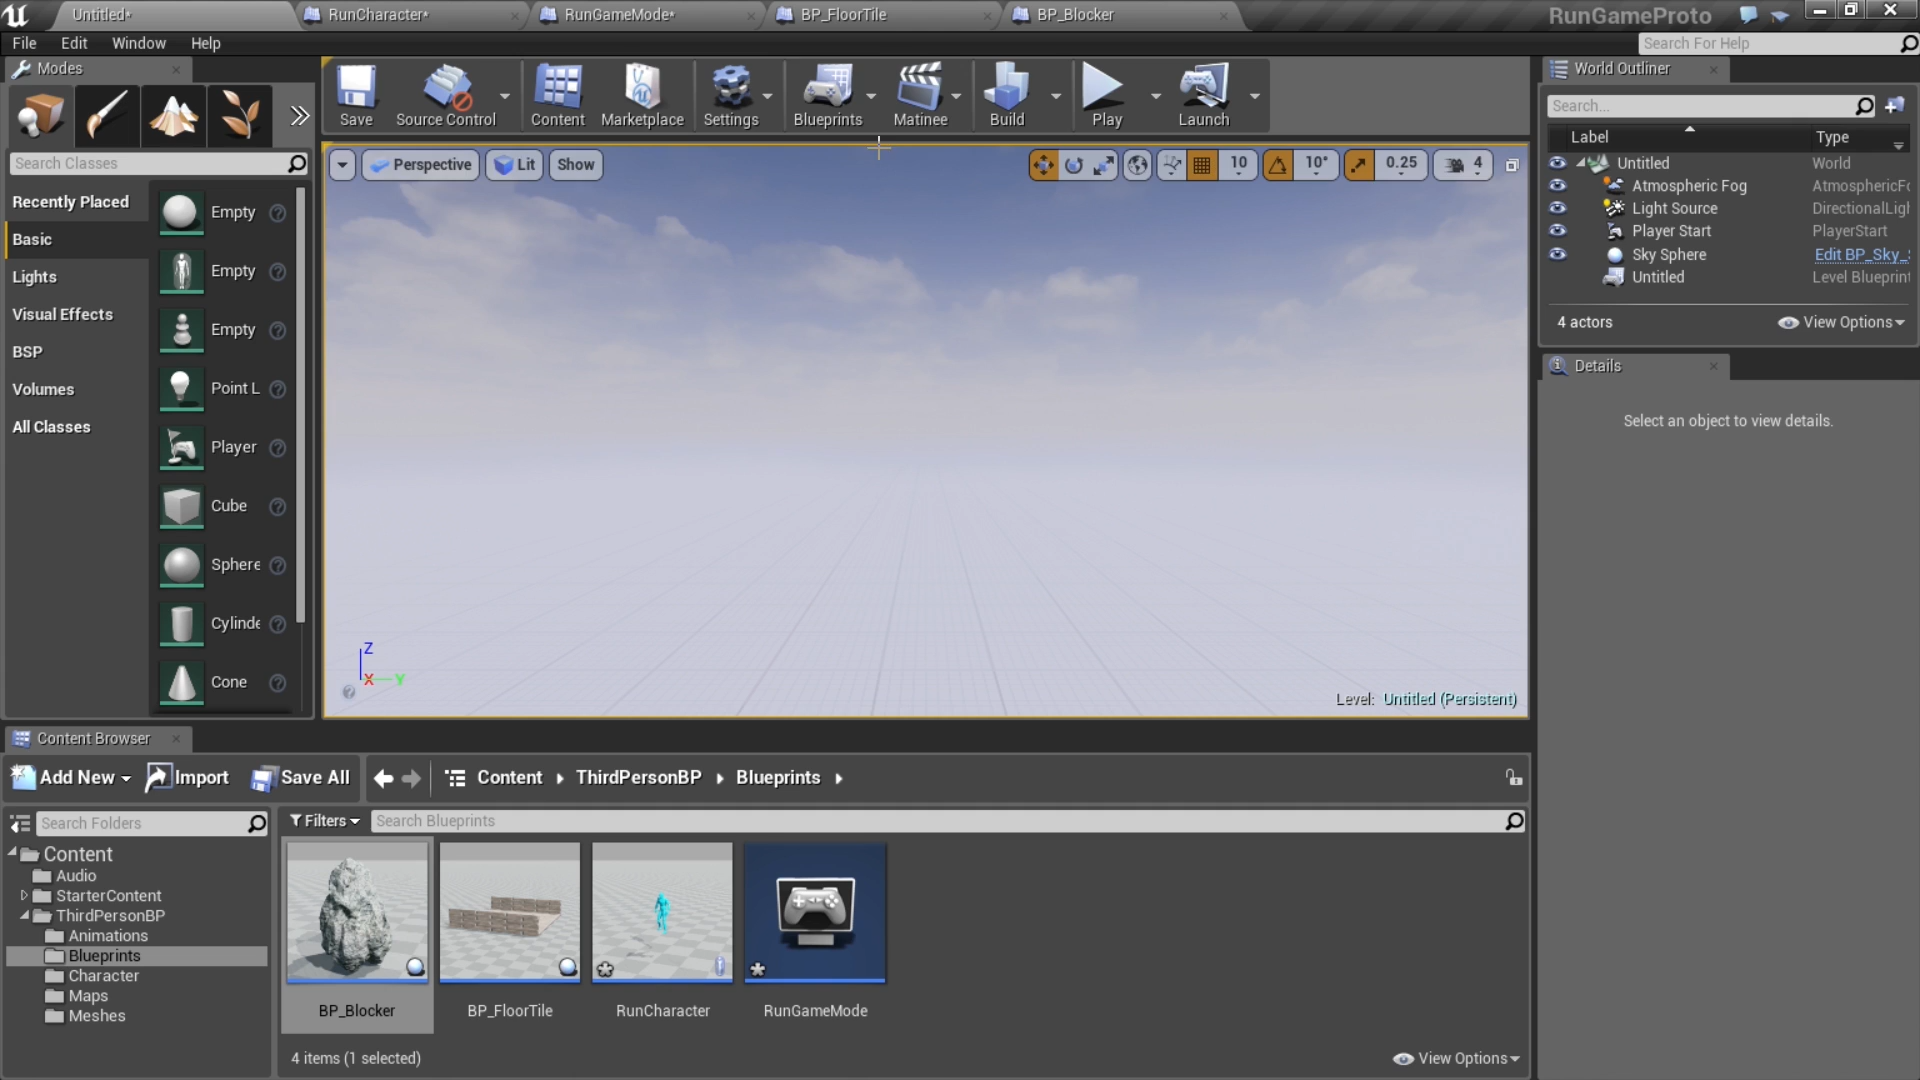 Untitled* RunCharacter* RunGameMode* BP_FloorTile BP_Blocker RunGameProto
File Edit Window Help Search For Help
Modes
Search Classes
Recently Placed
Basic
Lights
Visual Effects
BSP
Volumes
All Classes
Empty
Empty
Empty
Point L
Player
Cube
Sphere
Cylinde
Cone
Save Source Control Content Marketplace Settings Blueprints Matinee Build Play Launch
Perspective Lit Show 10 10° 0.25 4
Z
X Y
Level: Untitled (Persistent)
World Outliner
Search...
Label Type
Untitled World
Atmospheric Fog AtmosphericFo
Light Source DirectionalLigh
Player Start PlayerStart
Sky Sphere Edit BP_Sky_S
Untitled Level Blueprint
4 actors View Options
Details
Select an object to view details.
Content Browser
Add New Import Save All Content ThirdPersonBP Blueprints
Search Folders
Content
Audio
StarterContent
ThirdPersonBP
Animations
Blueprints
Character
Maps
Meshes
Filters Search Blueprints
BP_Blocker BP_FloorTile RunCharacter RunGameMode
4 items (1 selected) View Options